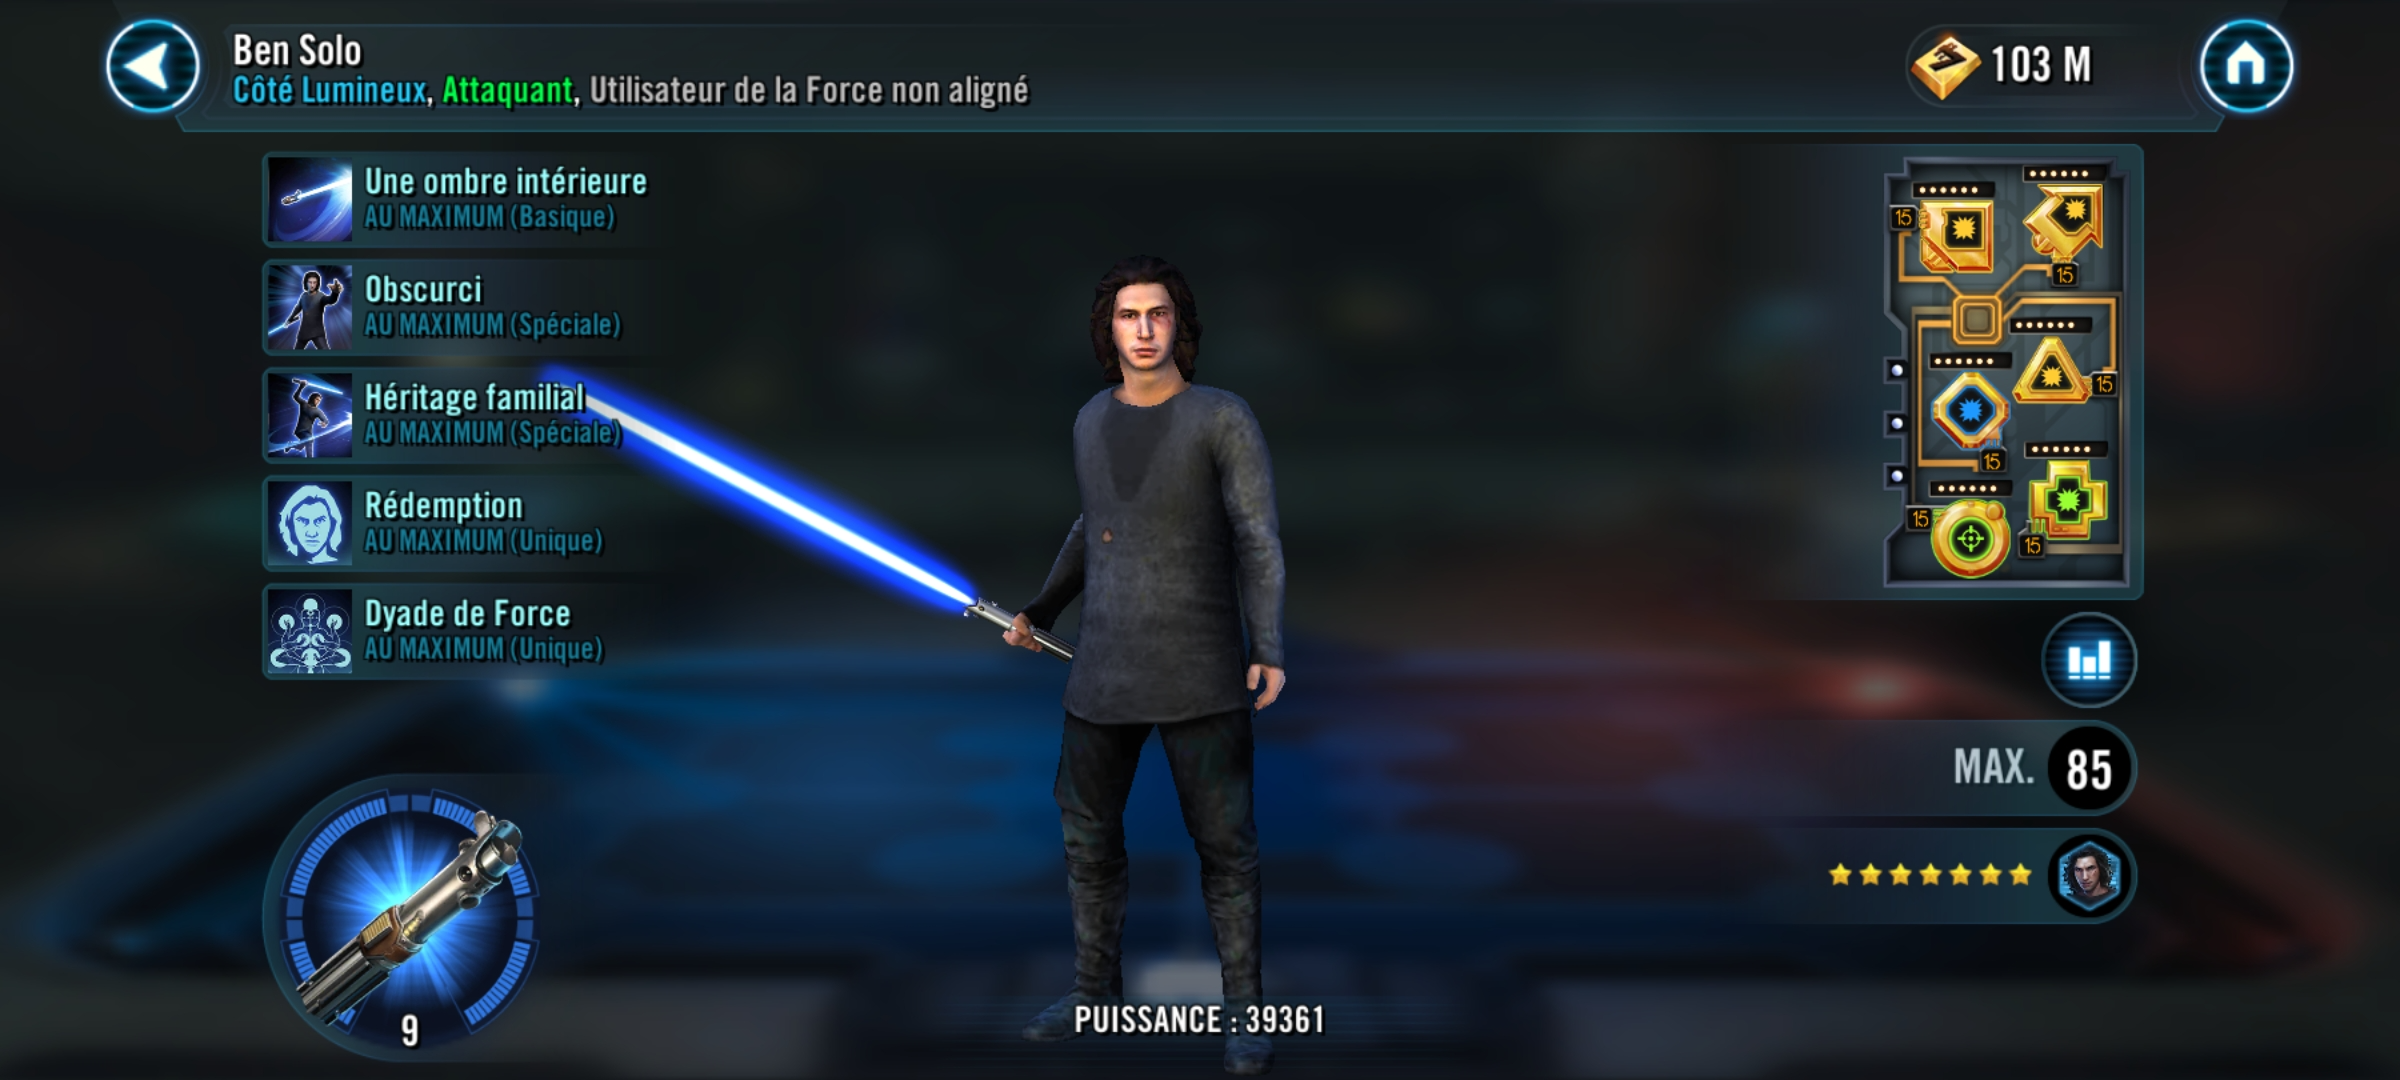 Ben Solo
Côté Lumineux, Attaquant, Utilisateur de la Force non aligné
103 M
Une ombre intérieure
AU MAXIMUM (Basique)
Obscurci
AU MAXIMUM (Spéciale)
Héritage familial
AU MAXIMUM (Spéciale)
Rédemption
AU MAXIMUM (Unique)
Dyade de Force
AU MAXIMUM (Unique)
15
15
15
15
15
15
MAX. 85
9
PUISSANCE : 39361